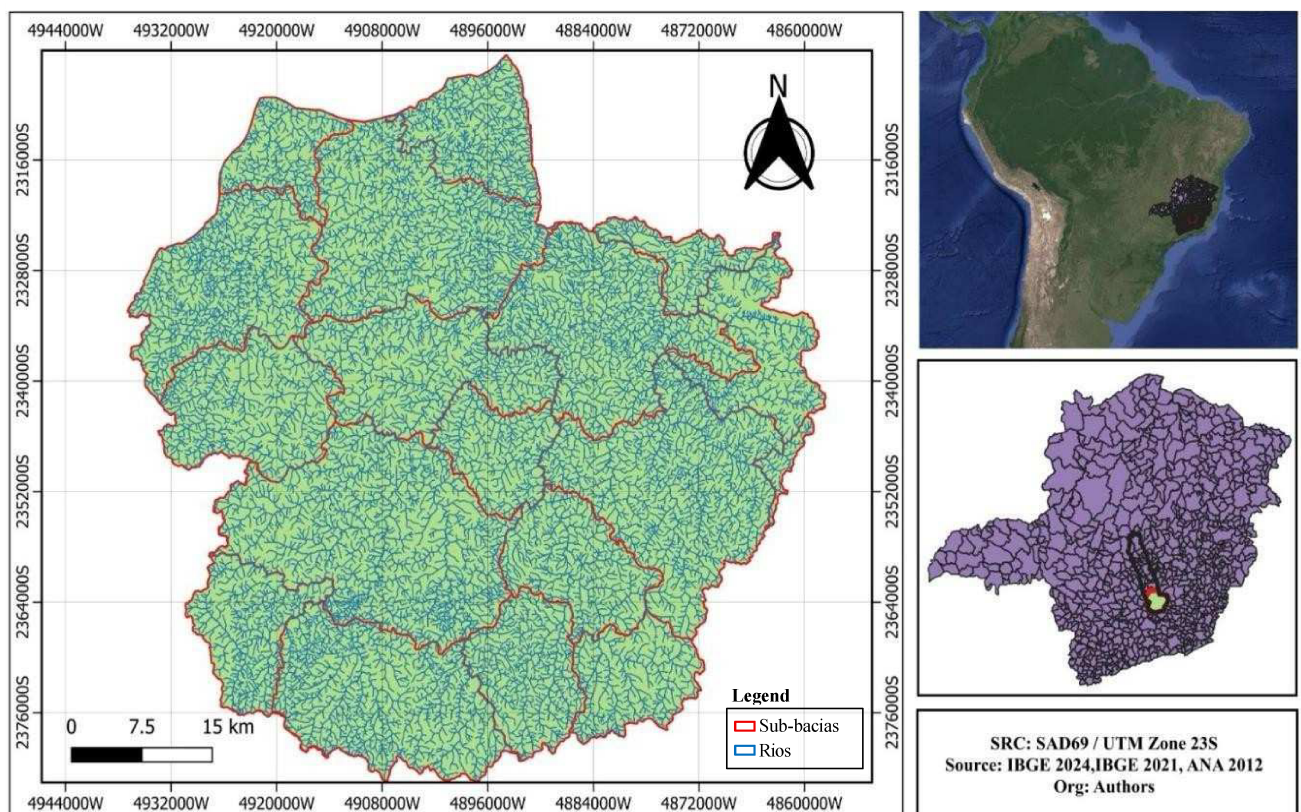 4944000W 4932000W 4920000W 4908000W 4896000W 4884000W 4872000W 4860000W
N
2316000S 2316000S
2328000S 2328000S
2340000S 2340000S
2352000S 2352000S
2364000S 2364000S
2376000S 2376000S
0 7.5 15 km
Legend
Sub-bacias
Rios
4944000W 4932000W 4920000W 4908000W 4896000W 4884000W 4872000W 4860000W
SRC: SAD69 / UTM Zone 23S
Source: IBGE 2024,IBGE 2021, ANA 2012
Org: Authors